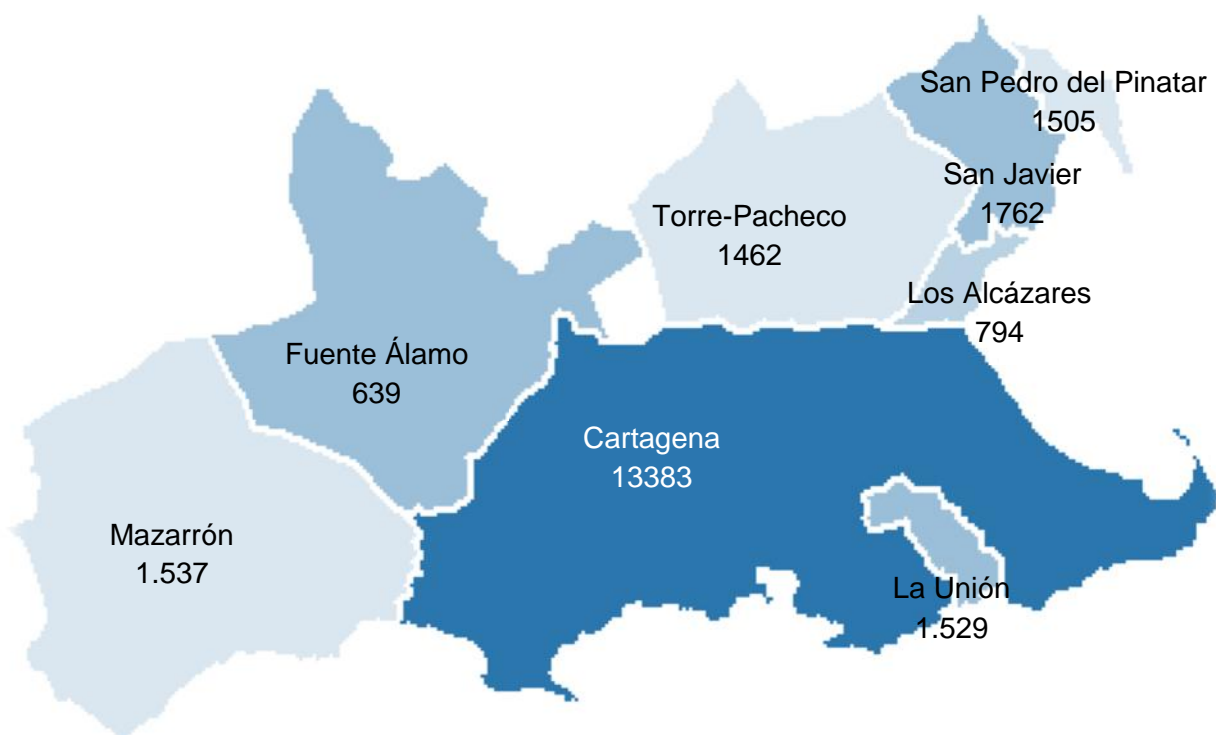 San Pedro del Pinatar
1505
San Javier
1762
Torre-Pacheco
1462
Los Alcázares
794
Fuente Álamo
639
Cartagena
13383
Mazarrón
1.537
La Unión
1.529